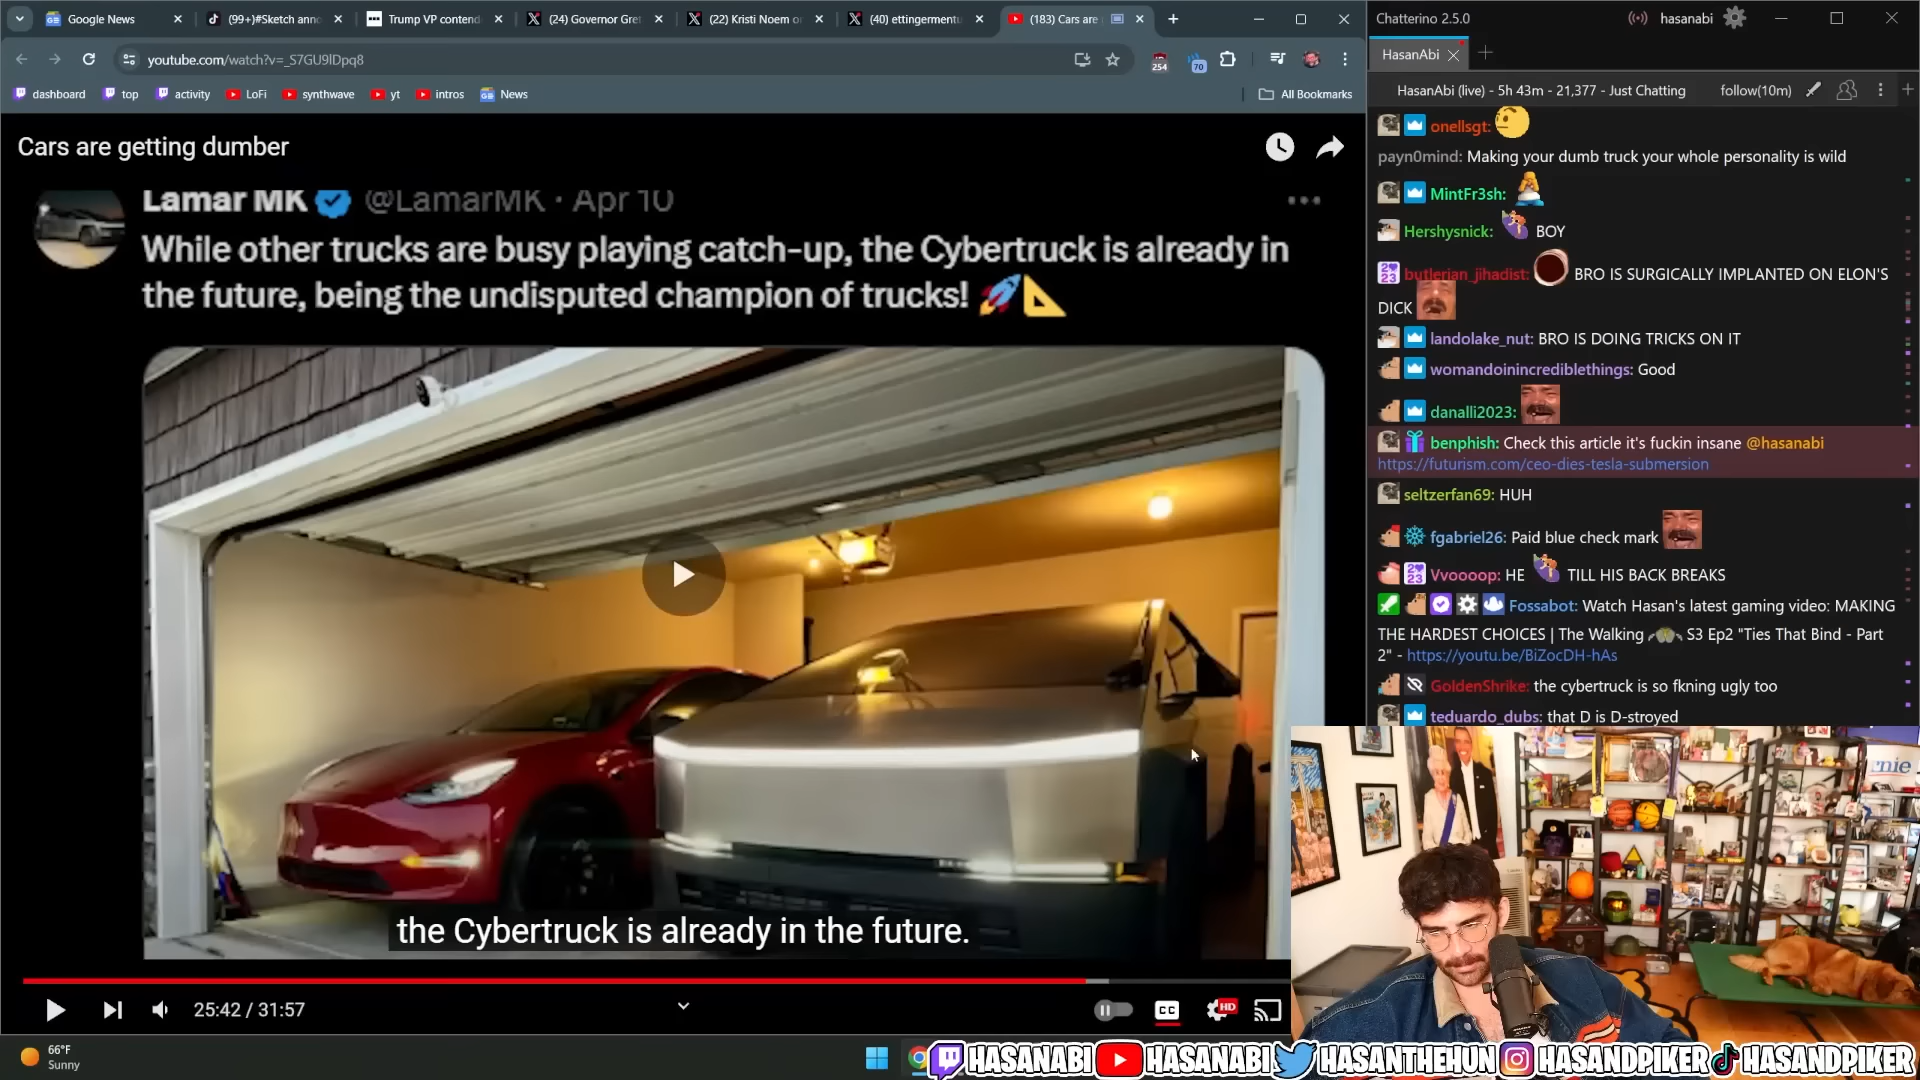 Google News
(99+)#Sketch anno
Trump VP contend
(24) Governor Gret
(22) Kristi Noem on
(40) ettingermentu
(183) Cars are
youtube.com/watch?v=_S7GU9lDpq8
254
70
dashboard
top
activity
LoFi
synthwave
yt
intros
News
All Bookmarks
Cars are getting dumber
Lamar MK @LamarMK · Apr 10
While other trucks are busy playing catch-up, the Cybertruck is already in
the future, being the undisputed champion of trucks!
the Cybertruck is already in the future.
25:42 / 31:57
CC
HD
66°F
Sunny
Chatterino 2.5.0
hasanabi
HasanAbi
HasanAbi (live) - 5h 43m - 21,377 - Just Chatting
follow(10m)
onellsgt:
payn0mind: Making your dumb truck your whole personality is wild
MintFr3sh:
Hershysnick: BOY
butlerian_jihadist: BRO IS SURGICALLY IMPLANTED ON ELON'S
DICK
landolake_nut: BRO IS DOING TRICKS ON IT
womandoinincrediblethings: Good
danalli2023:
benphish: Check this article it's fuckin insane @hasanabi
https://futurism.com/ceo-dies-tesla-submersion
seltzerfan69: HUH
fgabriel26: Paid blue check mark
Vvoooop: HE TILL HIS BACK BREAKS
Fossabot: Watch Hasan's latest gaming video: MAKING
THE HARDEST CHOICES | The Walking S3 Ep2 "Ties That Bind - Part
2" - https://youtu.be/BiZocDH-hAs
GoldenShrike: the cybertruck is so fkning ugly too
teduardo_dubs: that D is D-stroyed
rnie
HASANABI HASANABI HASANTHEHUN HASANDPIKER HASANDPIKER